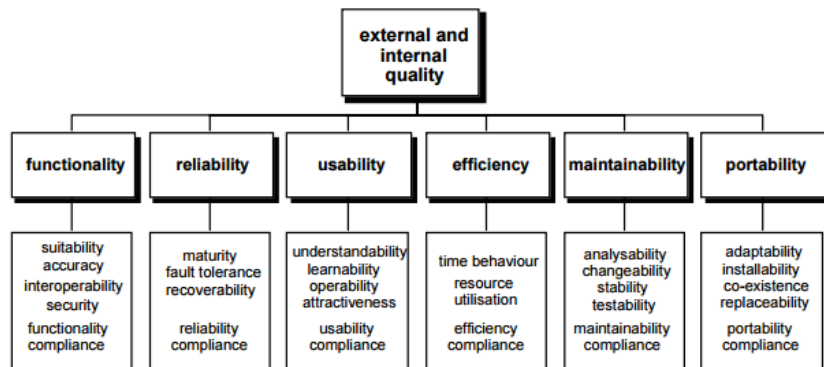 external and
internal
quality
functionality
reliability
usability
efficiency
maintainability
portability
suitability
accuracy
interoperability
security
functionality
compliance
maturity
fault tolerance
recoverability
reliability
compliance
understandability
learnability
operability
attractiveness
usability
compliance
time behaviour
resource
utilisation
efficiency
compliance
analysability
changeability
stability
testability
maintainability
compliance
adaptability
installability
co-existence
replaceability
portability
compliance